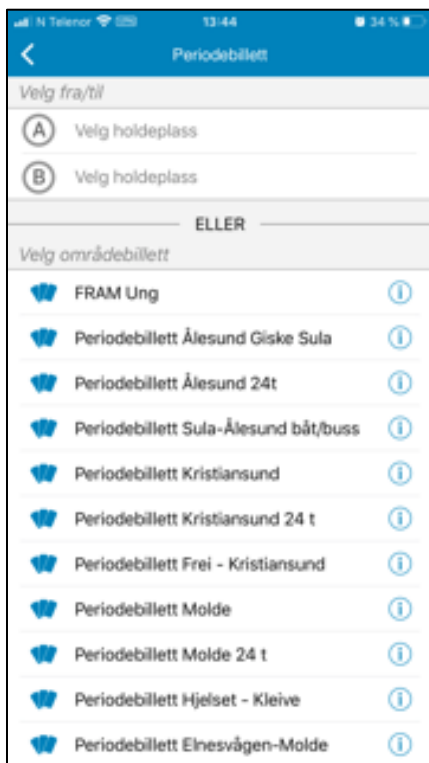 N Telenor 13:44 34 %
Periodebillett
Velg fra/til
A Velg holdeplass
B Velg holdeplass
ELLER
Velg områdebillett
FRAM Ung
Periodebillett Ålesund Giske Sula
Periodebillett Ålesund 24t
Periodebillett Sula-Ålesund båt/buss
Periodebillett Kristiansund
Periodebillett Kristiansund 24 t
Periodebillett Frei - Kristiansund
Periodebillett Molde
Periodebillett Molde 24 t
Periodebillett Hjelset - Kleive
Periodebillett Elnesvågen-Molde